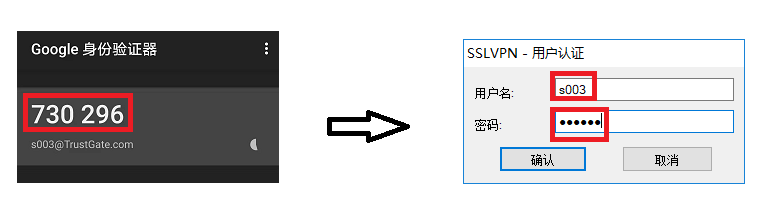 Google 身份验证器
730 296
s003@TrustGate.com
SSLVPN - 用户认证
用户名:
s003
密码:
••••••
确认
取消